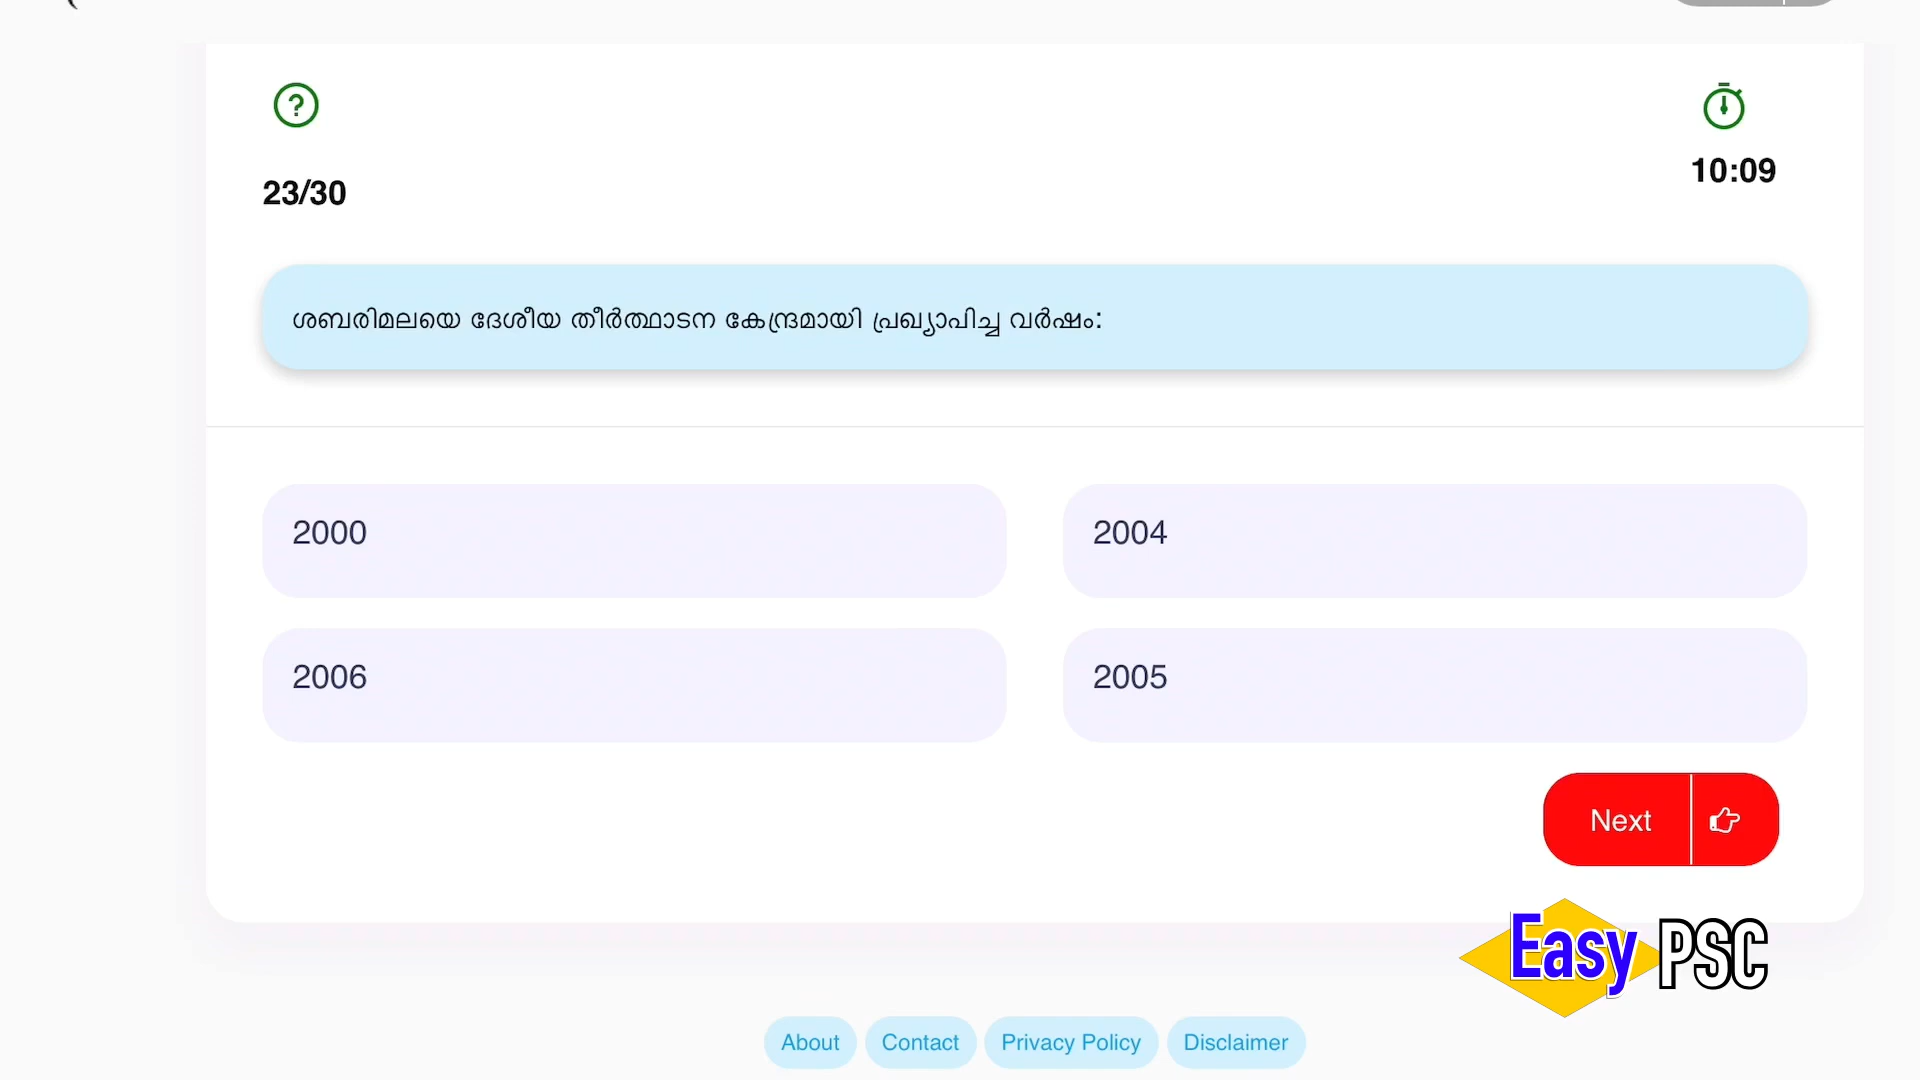 23/30
10:09
ശബരിമലയെ ദേശീയ തീർത്ഥാടന കേന്ദ്രമായി പ്രഖ്യാപിച്ച വർഷം:
2000
2004
2006
2005
Next
Easy PSC
About
Contact
Privacy Policy
Disclaimer